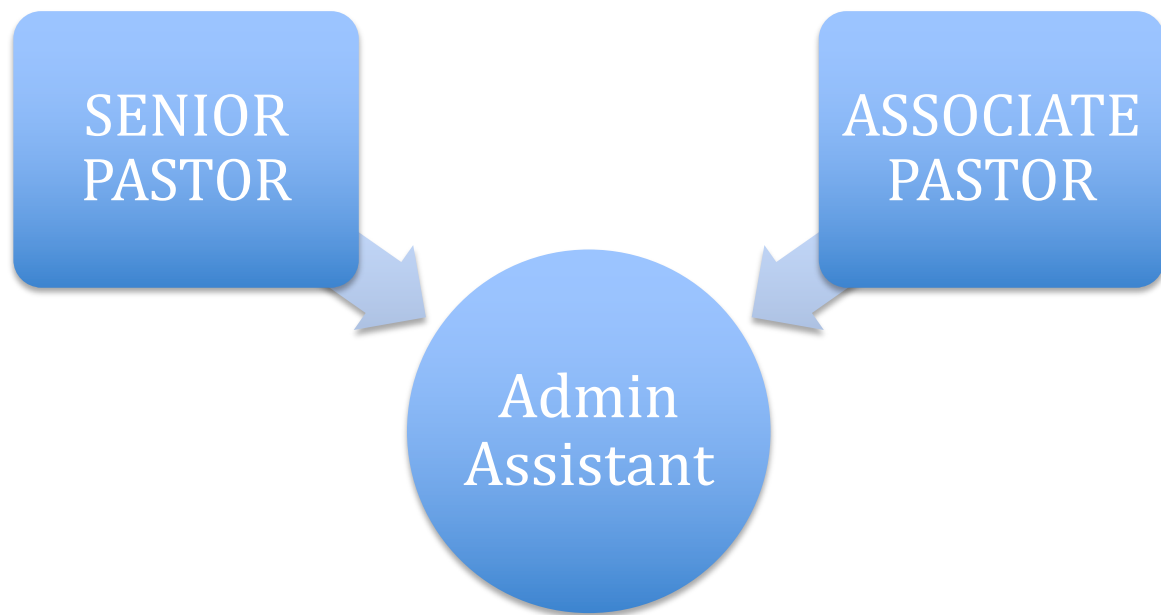 SENIOR
PASTOR
ASSOCIATE
PASTOR
Admin
Assistant